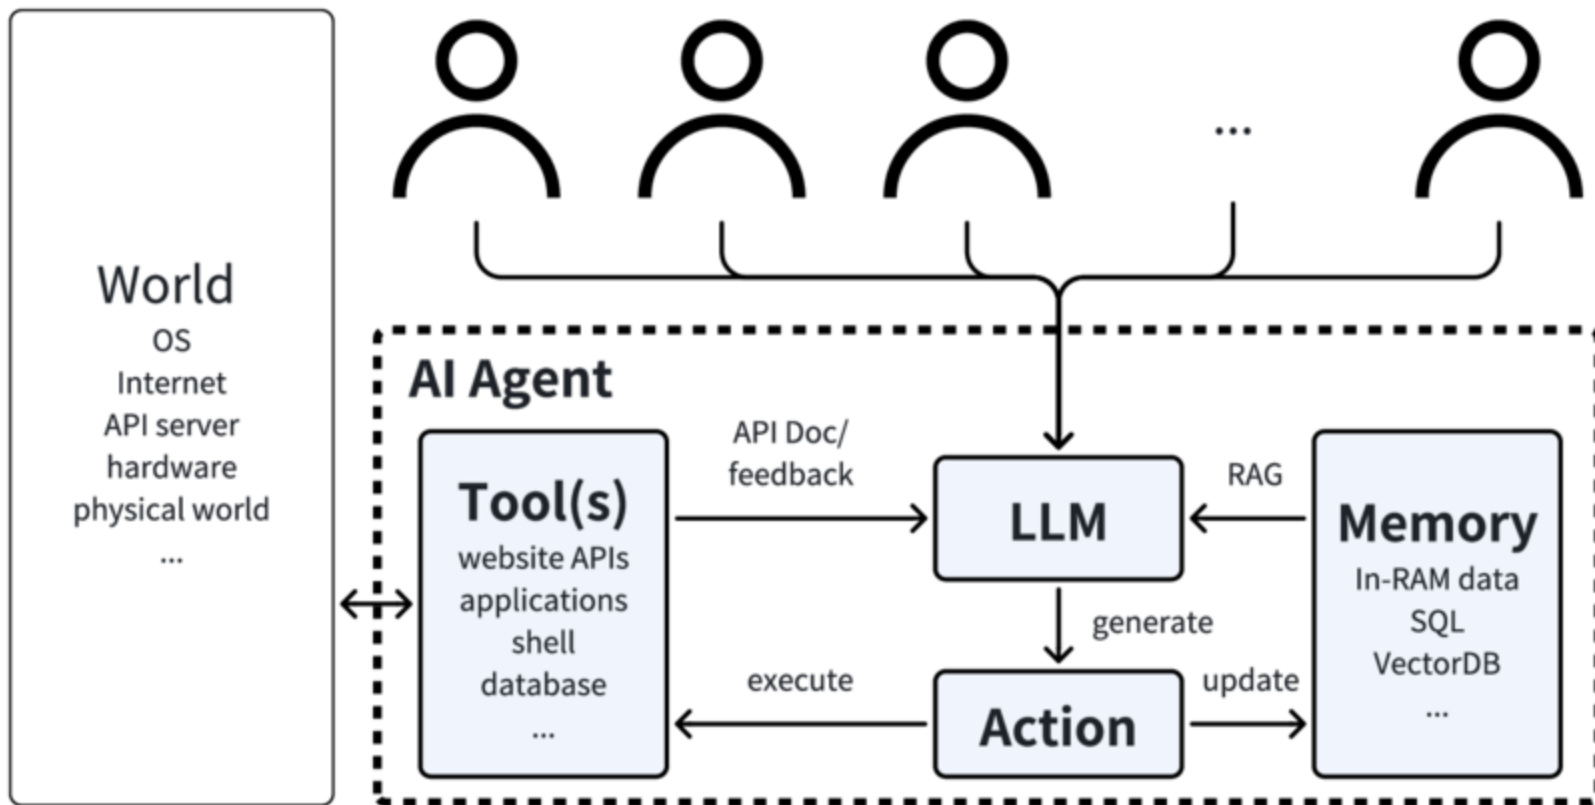 World
OS
Internet
API server
hardware
physical world
...
...
AI Agent
Tool(s)
website APIs
applications
shell
database
...
API Doc/
feedback
execute
LLM
generate
Action
RAG
update
Memory
In-RAM data
SQL
VectorDB
...